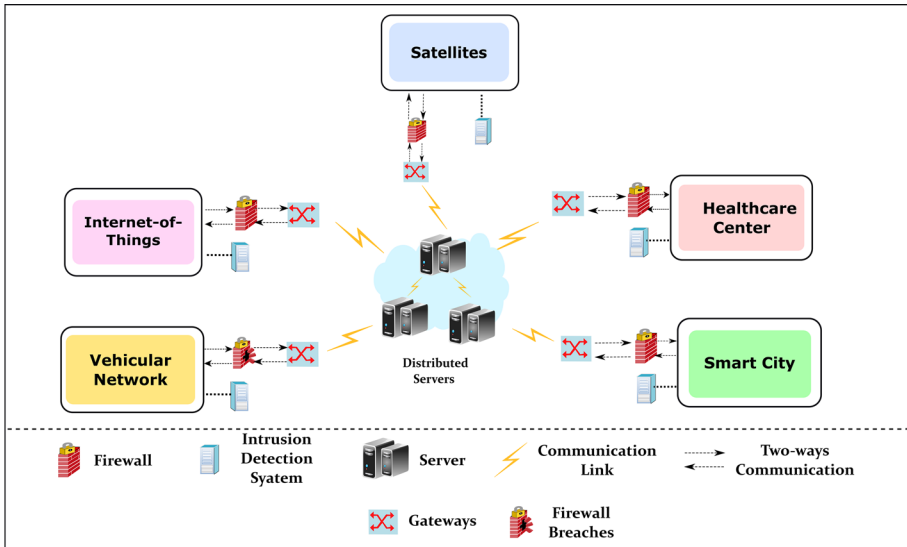 Satellites
Internet-of-
Things
Healthcare
Center
Vehicular
Network
Distributed
Servers
Smart City
Firewall
Intrusion
Detection
System
Server
Communication
Link
Two-ways
Communication
Gateways
Firewall
Breaches